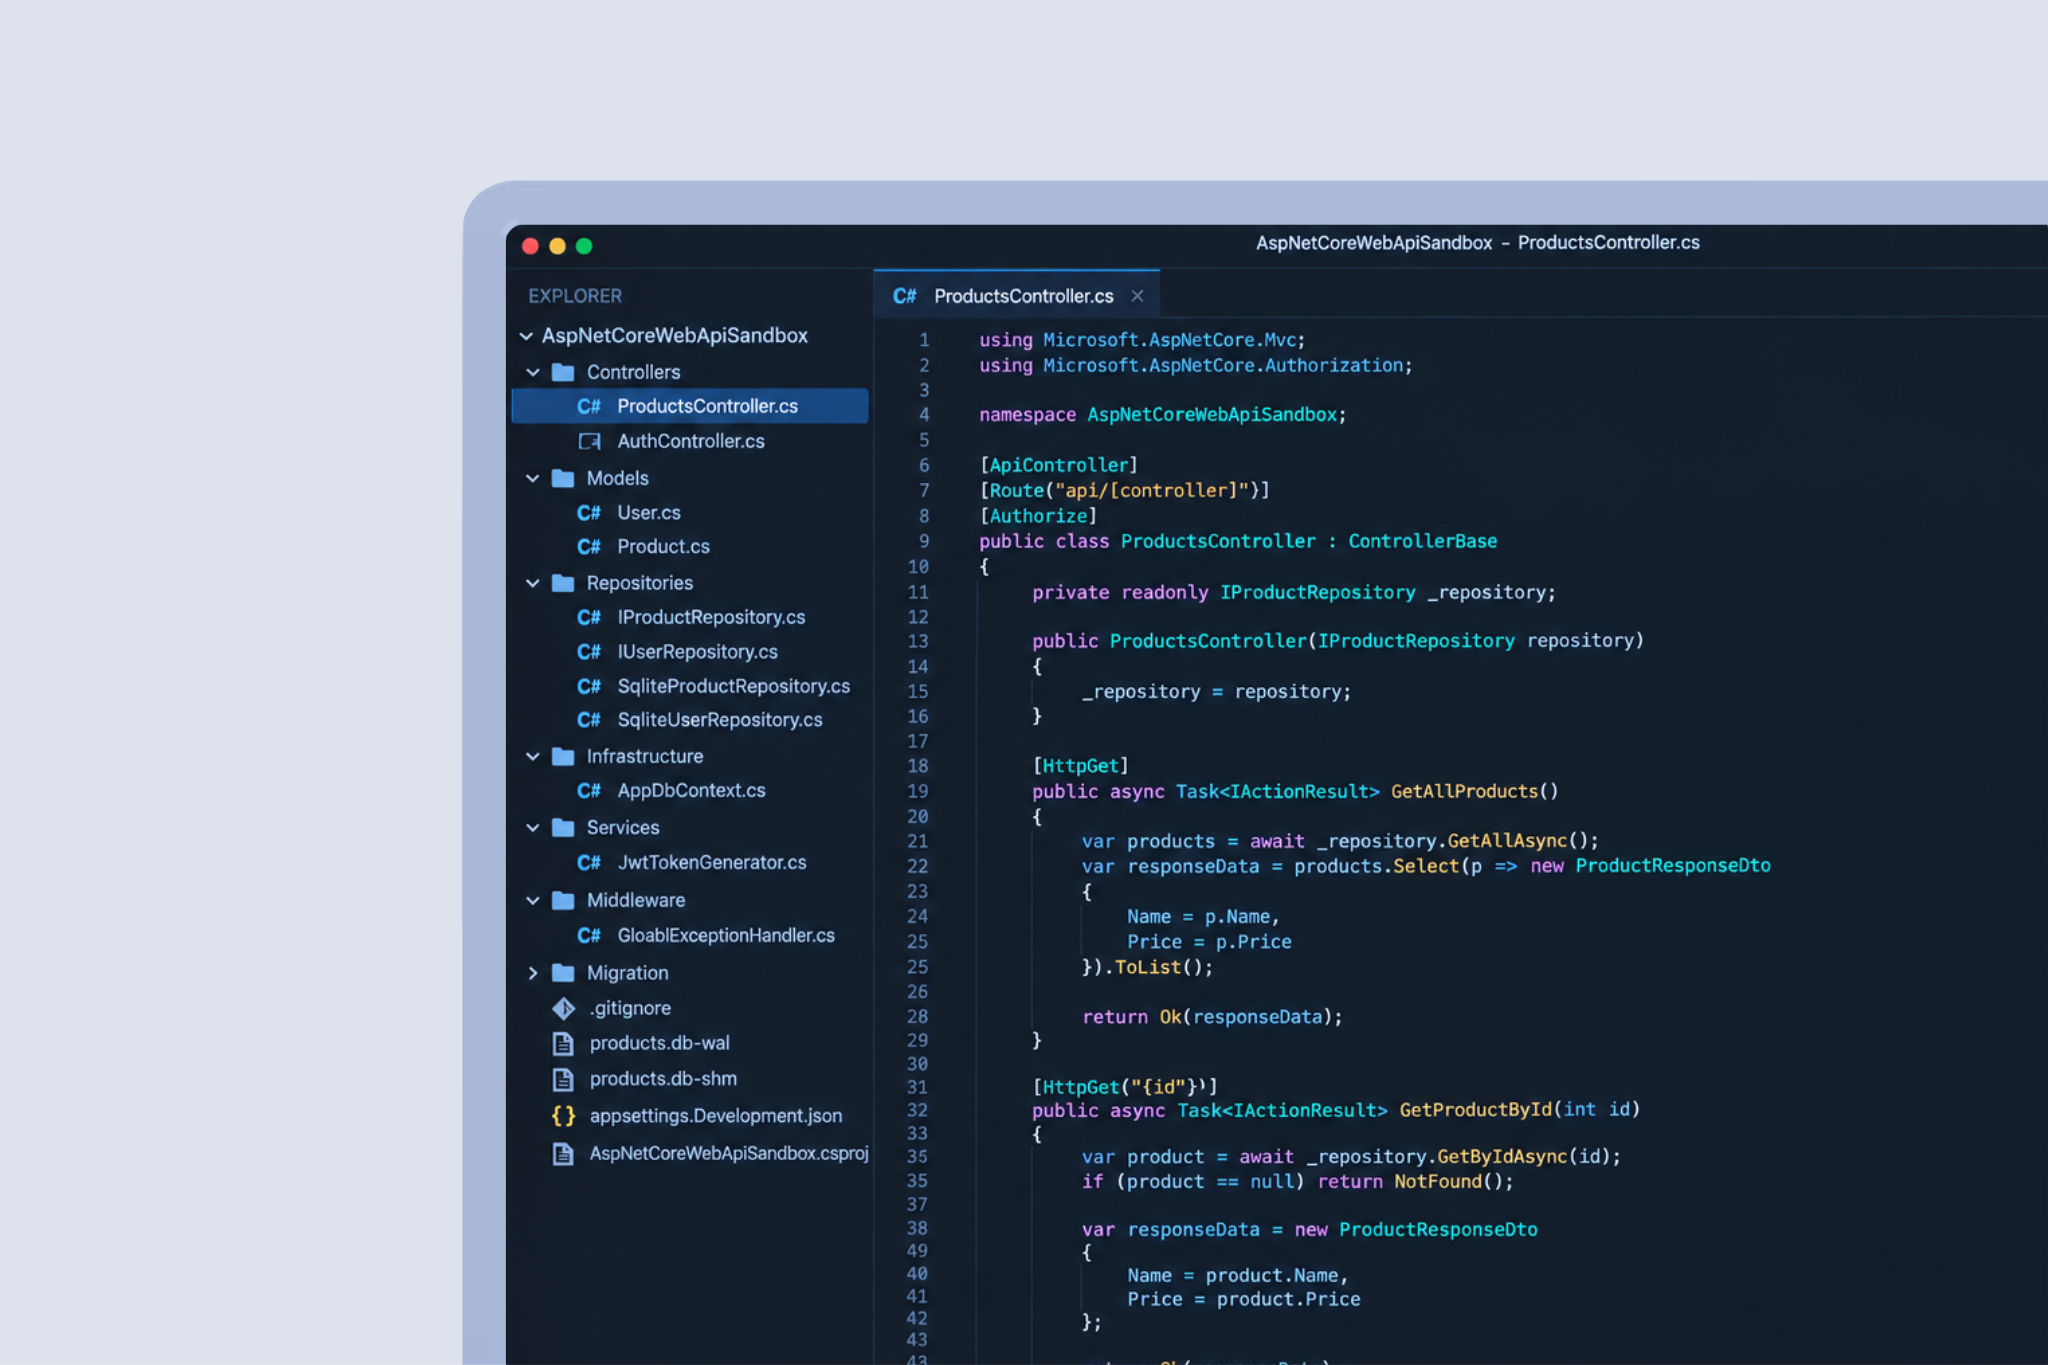 AspNetCoreWebApiSandbox – ProductsController.cs
EXPLORER
AspNetCoreWebApiSandbox
Controllers
C# ProductsController.cs
AuthController.cs
Models
C# User.cs
C# Product.cs
Repositories
C# IProductRepository.cs
C# IUserRepository.cs
C# SqliteProductRepository.cs
C# SqliteUserRepository.cs
Infrastructure
C# AppDbContext.cs
Services
C# JwtTokenGenerator.cs
Middleware
C# GloablExceptionHandler.cs
Migration
.gitignore
products.db-wal
products.db-shm
{} appsettings.Development.json
AspNetCoreWebApiSandbox.csproj
C# ProductsController.cs ×
1 using Microsoft.AspNetCore.Mvc;
2 using Microsoft.AspNetCore.Authorization;
3
4 namespace AspNetCoreWebApiSandbox;
5
6 [ApiController]
7 [Route("api/[controller]"}]
8 [Authorize]
9 public class ProductsController : ControllerBase
10 {
11 private readonly IProductRepository _repository;
12
13 public ProductsController(IProductRepository repository)
14 {
15 _repository = repository;
16 }
17
18 [HttpGet]
19 public async Task<IActionResult> GetAllProducts()
20 {
21 var products = await _repository.GetAllAsync();
22 var responseData = products.Select(p => new ProductResponseDto
23 {
24 Name = p.Name,
25 Price = p.Price
25 }).ToList();
26
28 return Ok(responseData);
29 }
30
31 [HttpGet("{id"})]
32 public async Task<IActionResult> GetProductById(int id)
33 {
35 var product = await _repository.GetByIdAsync(id);
35 if (product == null) return NotFound();
37
38 var responseData = new ProductResponseDto
49 {
40 Name = product.Name,
41 Price = product.Price
42 };
43